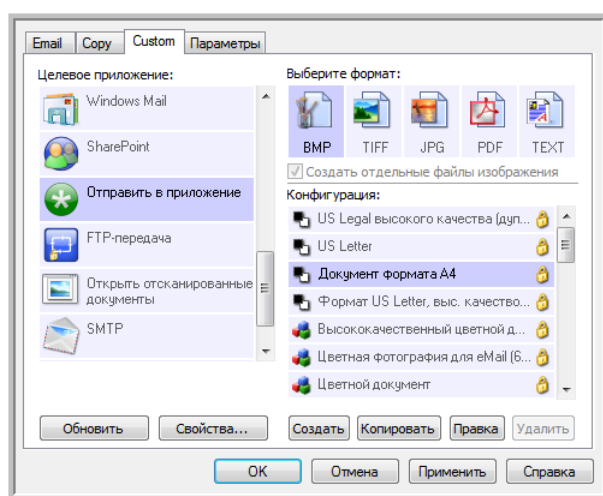 Email Copy Custom Параметры
Целевое приложение:
Windows Mail
SharePoint
Отправить в приложение
FTP-передача
Открыть отсканированные
документы
SMTP
Обновить Свойства...
Выберите формат:
BMP TIFF JPG PDF TEXT
Создать отдельные файлы изображения
Конфигурация:
US Legal высокого качества (дуп...
US Letter
Документ формата A4
Формат US Letter, выс. качество...
Высококачественный цветной д...
Цветная фотография для eMail (6...
Цветной документ
Создать Копировать Правка Удалить
OK Отмена Применить Справка